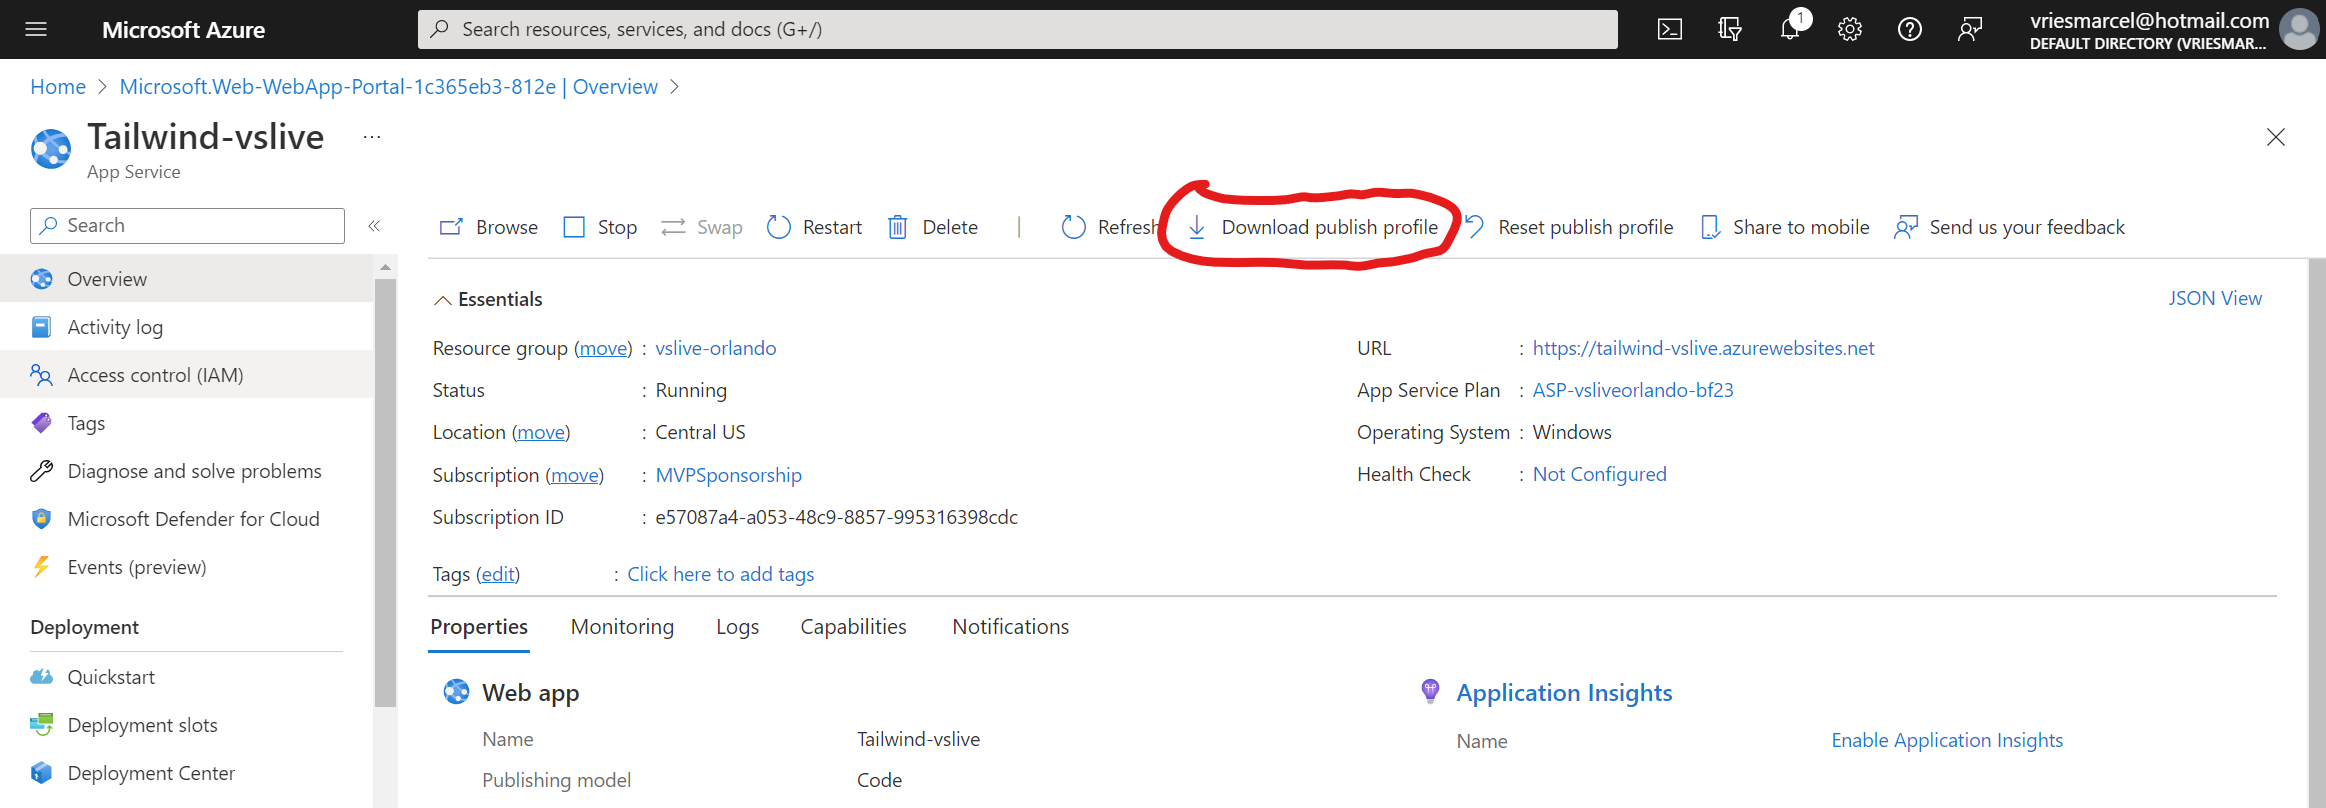 Microsoft Azure
Search resources, services, and docs (G+/)
1
vriesmarcel@hotmail.com
DEFAULT DIRECTORY (VRIESMAR...
Home > Microsoft.Web-WebApp-Portal-1c365eb3-812e | Overview >
Tailwind-vslive ...
App Service
Search «
Browse Stop Swap Restart Delete | Refresh Download publish profile Reset publish profile Share to mobile Send us your feedback
Overview
Activity log
Access control (IAM)
Tags
Diagnose and solve problems
Microsoft Defender for Cloud
Events (preview)
Deployment
Quickstart
Deployment slots
Deployment Center
Essentials
JSON View
Resource group (move) : vslive-orlando
Status : Running
Location (move) : Central US
Subscription (move) : MVPSponsorship
Subscription ID : e57087a4-a053-48c9-8857-995316398cdc
Tags (edit) : Click here to add tags
URL : https://tailwind-vslive.azurewebsites.net
App Service Plan : ASP-vsliveorlando-bf23
Operating System : Windows
Health Check : Not Configured
Properties Monitoring Logs Capabilities Notifications
Web app
Name Tailwind-vslive
Publishing model Code
Application Insights
Name Enable Application Insights